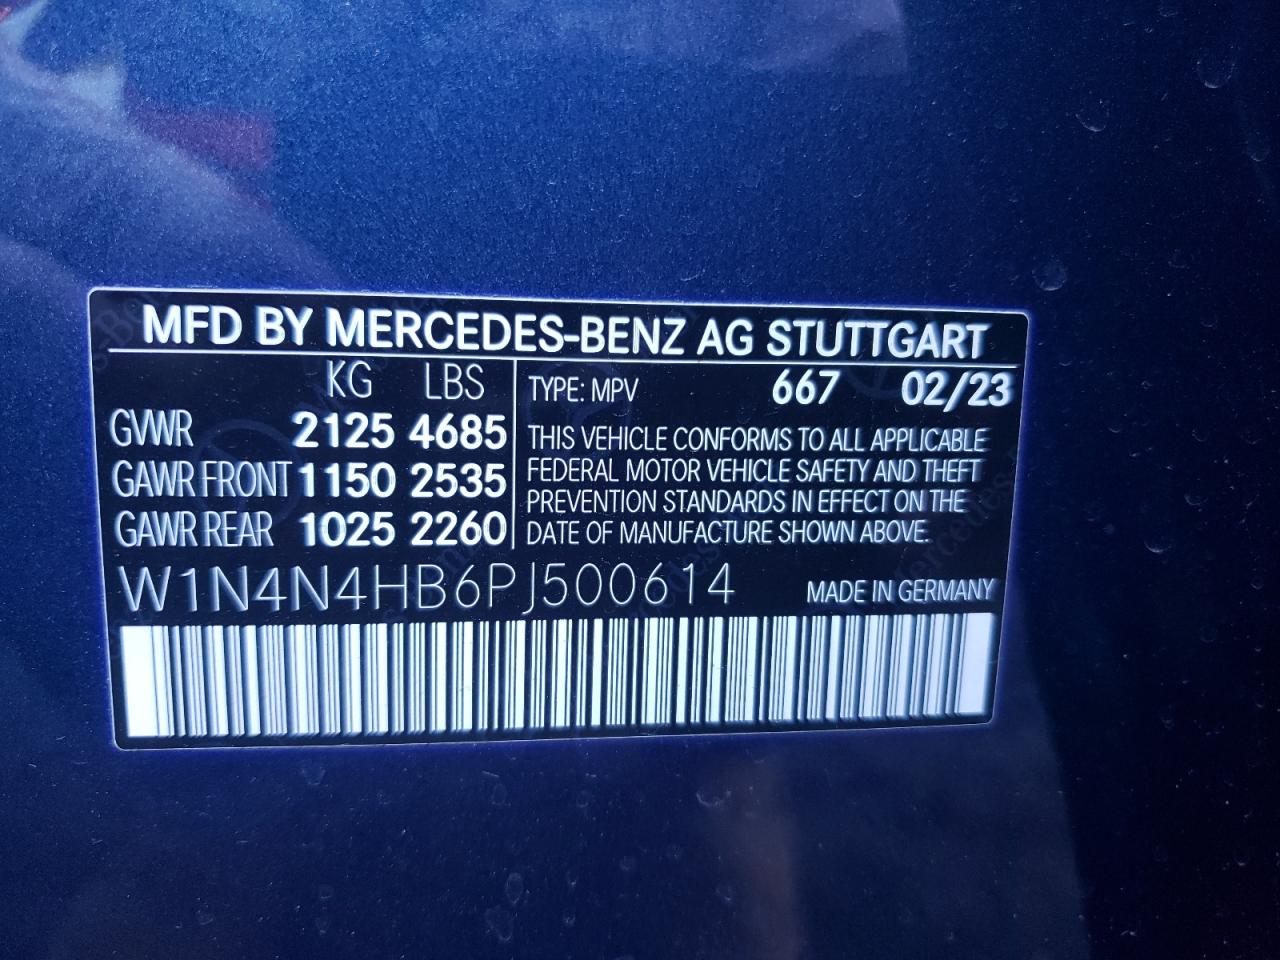 MFD BY MERCEDES-BENZ AG STUTTGART
KG LBS
GVWR 2125 4685
GAWR FRONT 1150 2535
GAWR REAR 1025 2260
TYPE: MPV 667 02/23
THIS VEHICLE CONFORMS TO ALL APPLICABLE
FEDERAL MOTOR VEHICLE SAFETY AND THEFT
PREVENTION STANDARDS IN EFFECT ON THE
DATE OF MANUFACTURE SHOWN ABOVE.
W1N4N4HB6PJ500614 MADE IN GERMANY